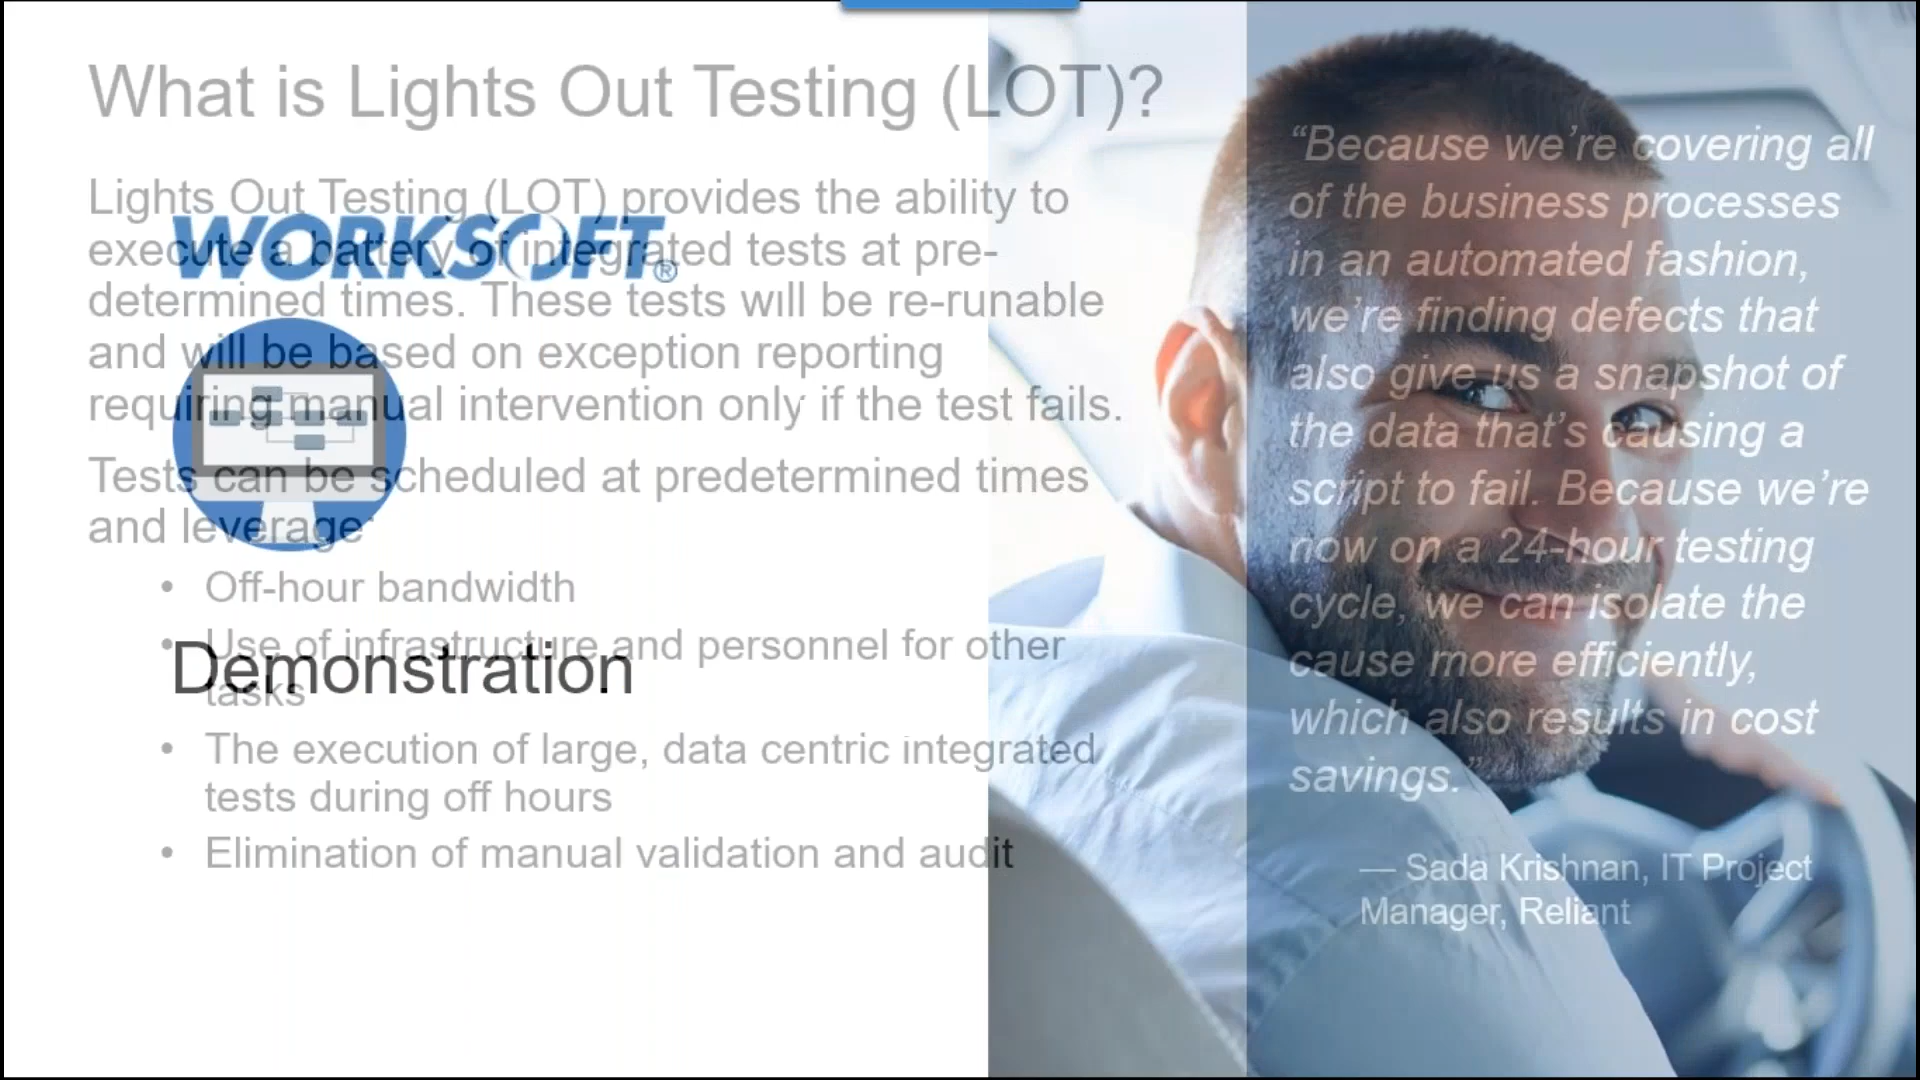 What is Lights Out Testing (LOT)?
Lights Out Testing (LOT) provides the ability to
execute a battery of integrated tests at pre-
determined times. These tests will be re-runable
and will be based on exception reporting
requiring manual intervention only if the test fails.
Tests can be scheduled at predetermined times
and leverage:
• Off-hour bandwidth
• Use of infrastructure and personnel for other
tasks
• The execution of large, data centric integrated
tests during off hours
• Elimination of manual validation and audit
WORKSOFT®
Demonstration
“Because we’re covering all
of the business processes
in an automated fashion,
we’re finding defects that
also give us a snapshot of
the data that’s causing a
script to fail. Because we’re
now on a 24-hour testing
cycle, we can isolate the
cause more efficiently,
which also results in cost
savings.”
— Sada Krishnan, IT Project
Manager, Reliant